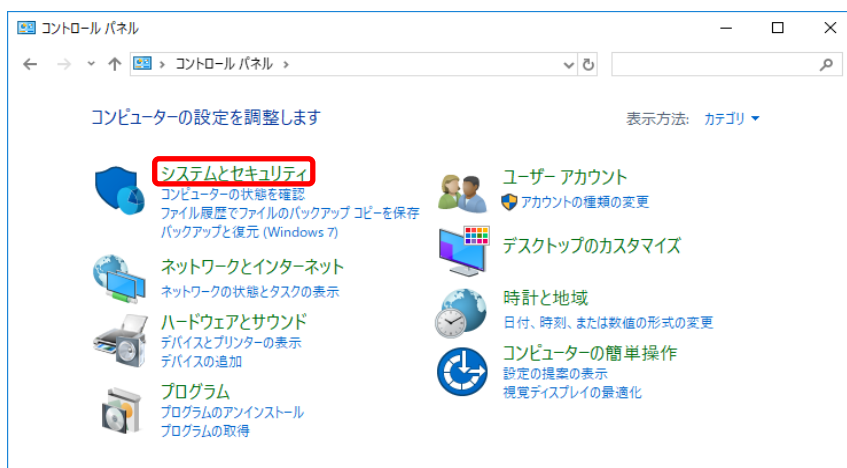 コントロール パネル
コントロール パネル
コンピューターの設定を調整します
表示方法: カテゴリ
システムとセキュリティ
コンピューターの状態を確認
ファイル履歴でファイルのバックアップ コピーを保存
バックアップと復元 (Windows 7)
ネットワークとインターネット
ネットワークの状態とタスクの表示
ハードウェアとサウンド
デバイスとプリンターの表示
デバイスの追加
プログラム
プログラムのアンインストール
プログラムの取得
ユーザー アカウント
アカウントの種類の変更
デスクトップのカスタマイズ
時計と地域
日付、時刻、または数値の形式の変更
コンピューターの簡単操作
設定の提案の表示
視覚ディスプレイの最適化